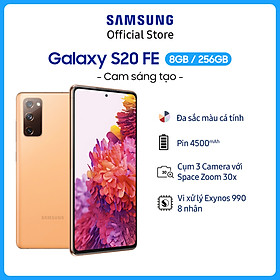 SAMSUNG
Official Store
Galaxy S20 FE 8GB / 256GB
- Cam sáng tạo -
Đa sắc màu cá tính
Pin 4500mAh
Cụm 3 Camera với
Space Zoom 30x
Vi xử lý Exynos 990
8 nhân
SAMSUNG